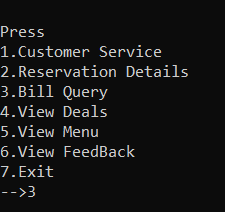 Press
1.Customer Service
2.Reservation Details
3.Bill Query
4.View Deals
5.View Menu
6.View FeedBack
7.Exit
-->3